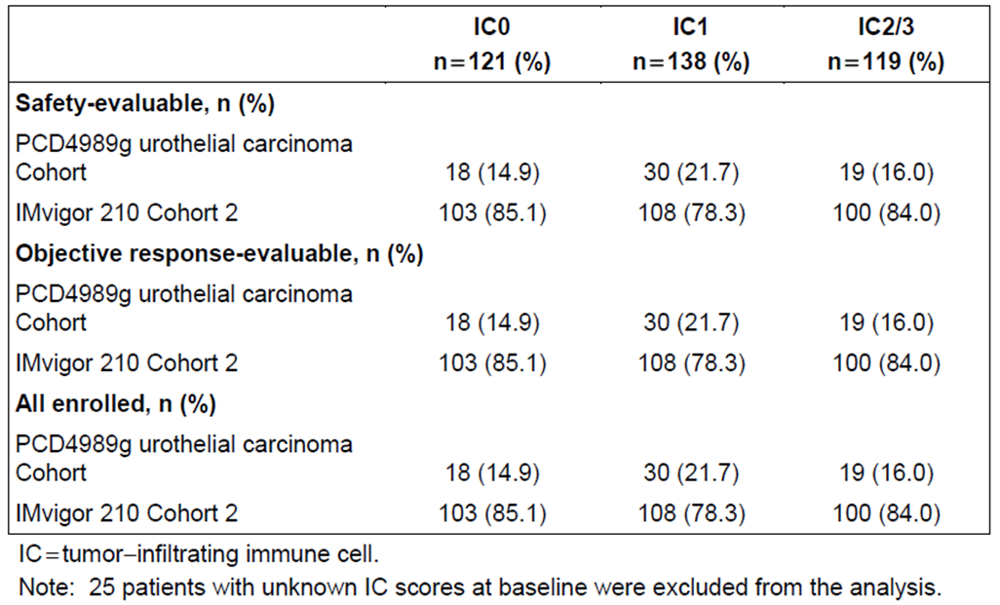 IC0 IC1 IC2/3
n=121 (%) n=138 (%) n=119 (%)
Safety-evaluable, n (%)
PCD4989g urothelial carcinoma
Cohort 18 (14.9) 30 (21.7) 19 (16.0)
IMvigor 210 Cohort 2 103 (85.1) 108 (78.3) 100 (84.0)
Objective response-evaluable, n (%)
PCD4989g urothelial carcinoma
Cohort 18 (14.9) 30 (21.7) 19 (16.0)
IMvigor 210 Cohort 2 103 (85.1) 108 (78.3) 100 (84.0)
All enrolled, n (%)
PCD4989g urothelial carcinoma
Cohort 18 (14.9) 30 (21.7) 19 (16.0)
IMvigor 210 Cohort 2 103 (85.1) 108 (78.3) 100 (84.0)
IC=tumor–infiltrating immune cell.
Note: 25 patients with unknown IC scores at baseline were excluded from the analysis.